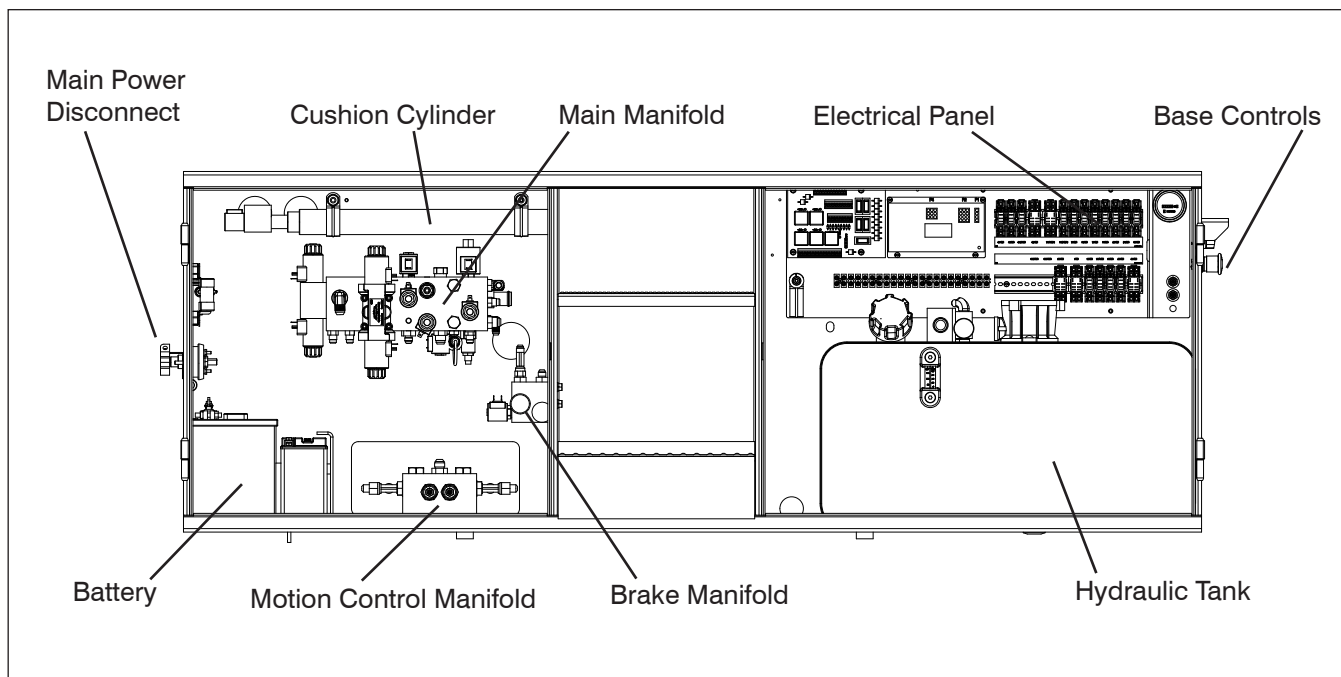 Main Power
Disconnect
Cushion Cylinder
Main Manifold
Electrical Panel
Base Controls
Battery
Motion Control Manifold
Brake Manifold
Hydraulic Tank